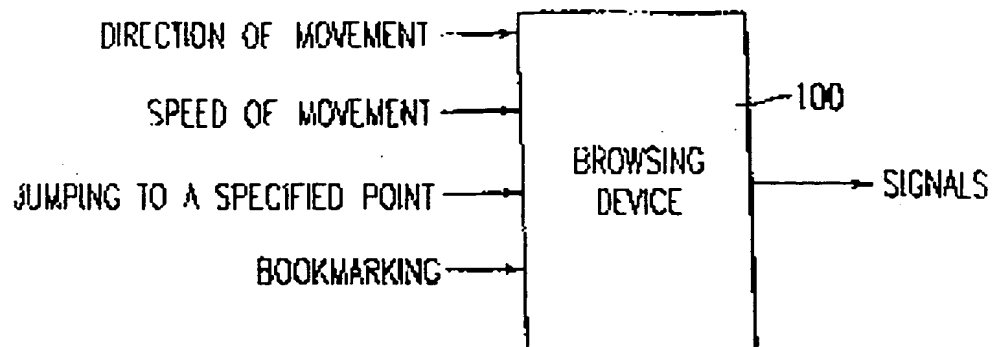 DIRECTION OF MOVEMENT
SPEED OF MOVEMENT
100
BROWSING
DEVICE
SIGNALS
JUMPING TO A SPECIFIED POINT
BOOKMARKING